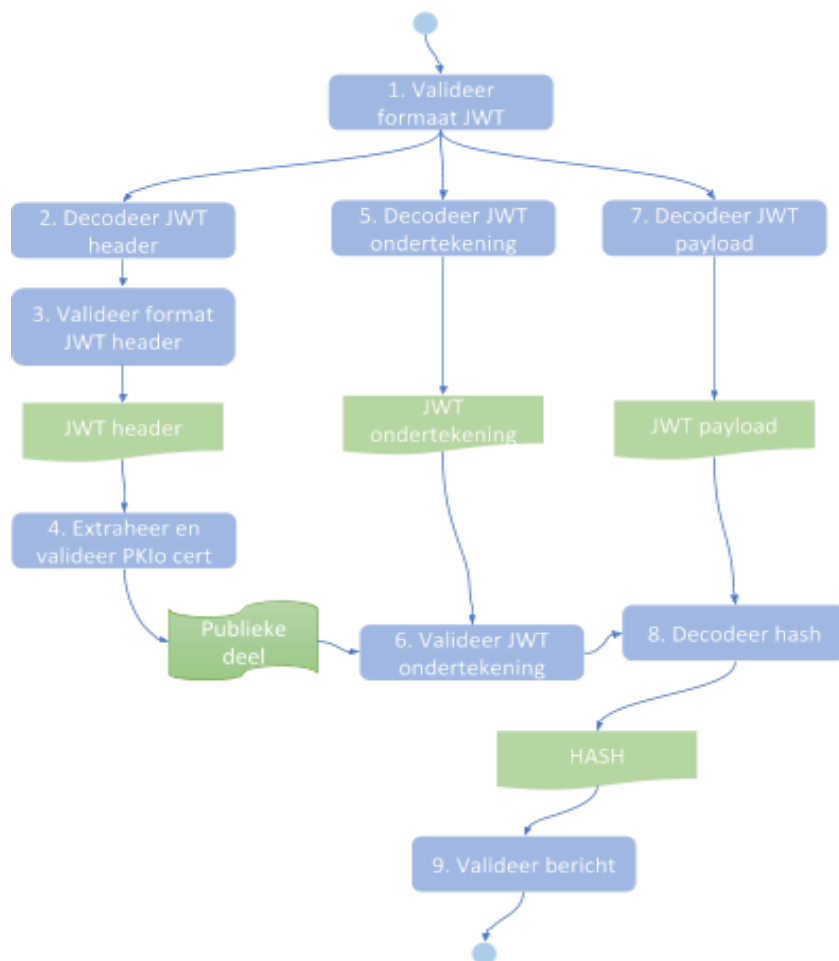 1. Valideer
formaat JWT
2. Decodeer JWT
header
5. Decodeer JWT
ondertekening
7. Decodeer JWT
payload
3. Valideer format
JWT header
JWT header
JWT
ondertekening
JWT payload
4. Extraheer en
valideer PKIo cert
Publieke
deel
6. Valideer JWT
ondertekening
8. Decodeer hash
HASH
9. Valideer bericht